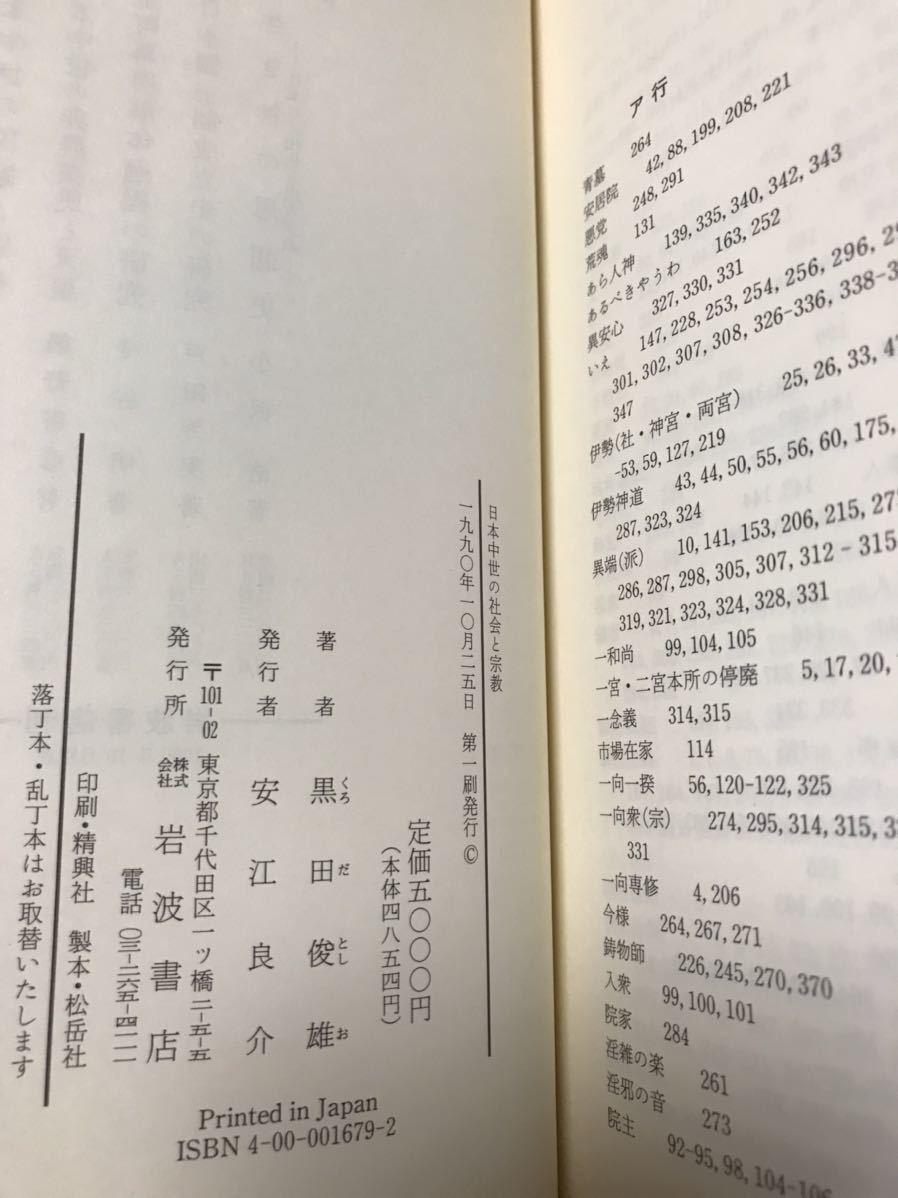 日本中世の社会と宗教
一九九〇年一〇月二五日　第一刷発行 ©
定価五〇〇〇円
(本体四八五四円)
著者　黒田俊雄
くろ だ とし お
発行者　安江良介
〒101-02 東京都千代田区一ッ橋二-五-五
発行所　株式会社　岩波書店
電話 〇三-二六五-四一一一
印刷・精興社　製本・松岳社
落丁本・乱丁本はお取替いたします
Printed in Japan
ISBN 4-00-001679-2
ア行
青墓　264
安居院　42, 88, 199, 208, 221
悪党　248, 291
荒魂　131
あら人神　139, 335, 340, 342, 343
あるべきやうわ　163, 252
異安心　327, 330, 331
いえ　147, 228, 253, 254, 256, 296,
301, 302, 307, 308, 326-336,
347
伊勢(社・神宮・両宮)　25, 26, 33,
-53, 59, 127, 219
伊勢神道　43, 44, 50, 55, 56, 60, 175,
287, 323, 324
異端(派)　10, 141, 153, 206, 215,
286, 287, 298, 305, 307, 312-315,
319, 321, 323, 324, 328, 331
一和尚　99, 104, 105
一宮・二宮本所の停廃　5, 17, 20,
一念義　314, 315
市場在家　114
一向一揆　56, 120-122, 325
一向衆(宗)　274, 295, 314, 315,
331
一向専修　4, 206
今様　264, 267, 271
鋳物師　226, 245, 270, 370
入衆　99, 100, 101
院家　284
淫雑の楽　261
淫邪の音　273
院主　92-95, 98, 104-106